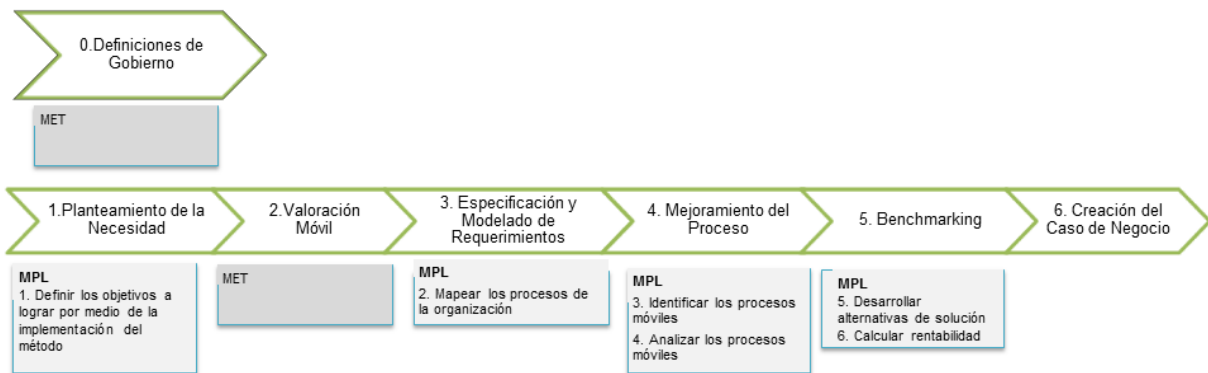 0.Definiciones de
Gobierno
MET
1.Planteamiento de la
Necesidad
2.Valoración
Móvil
3. Especificación y
Modelado de
Requerimientos
4. Mejoramiento del
Proceso
5. Benchmarking
6. Creación del
Caso de Negocio
MPL
1. Definir los objetivos a
lograr por medio de la
implementación del
método
MET
MPL
2. Mapear los procesos de
la organización
MPL
3. Identificar los procesos
móviles
4. Analizar los procesos
móviles
MPL
5. Desarrollar
alternativas de solución
6. Calcular rentabilidad